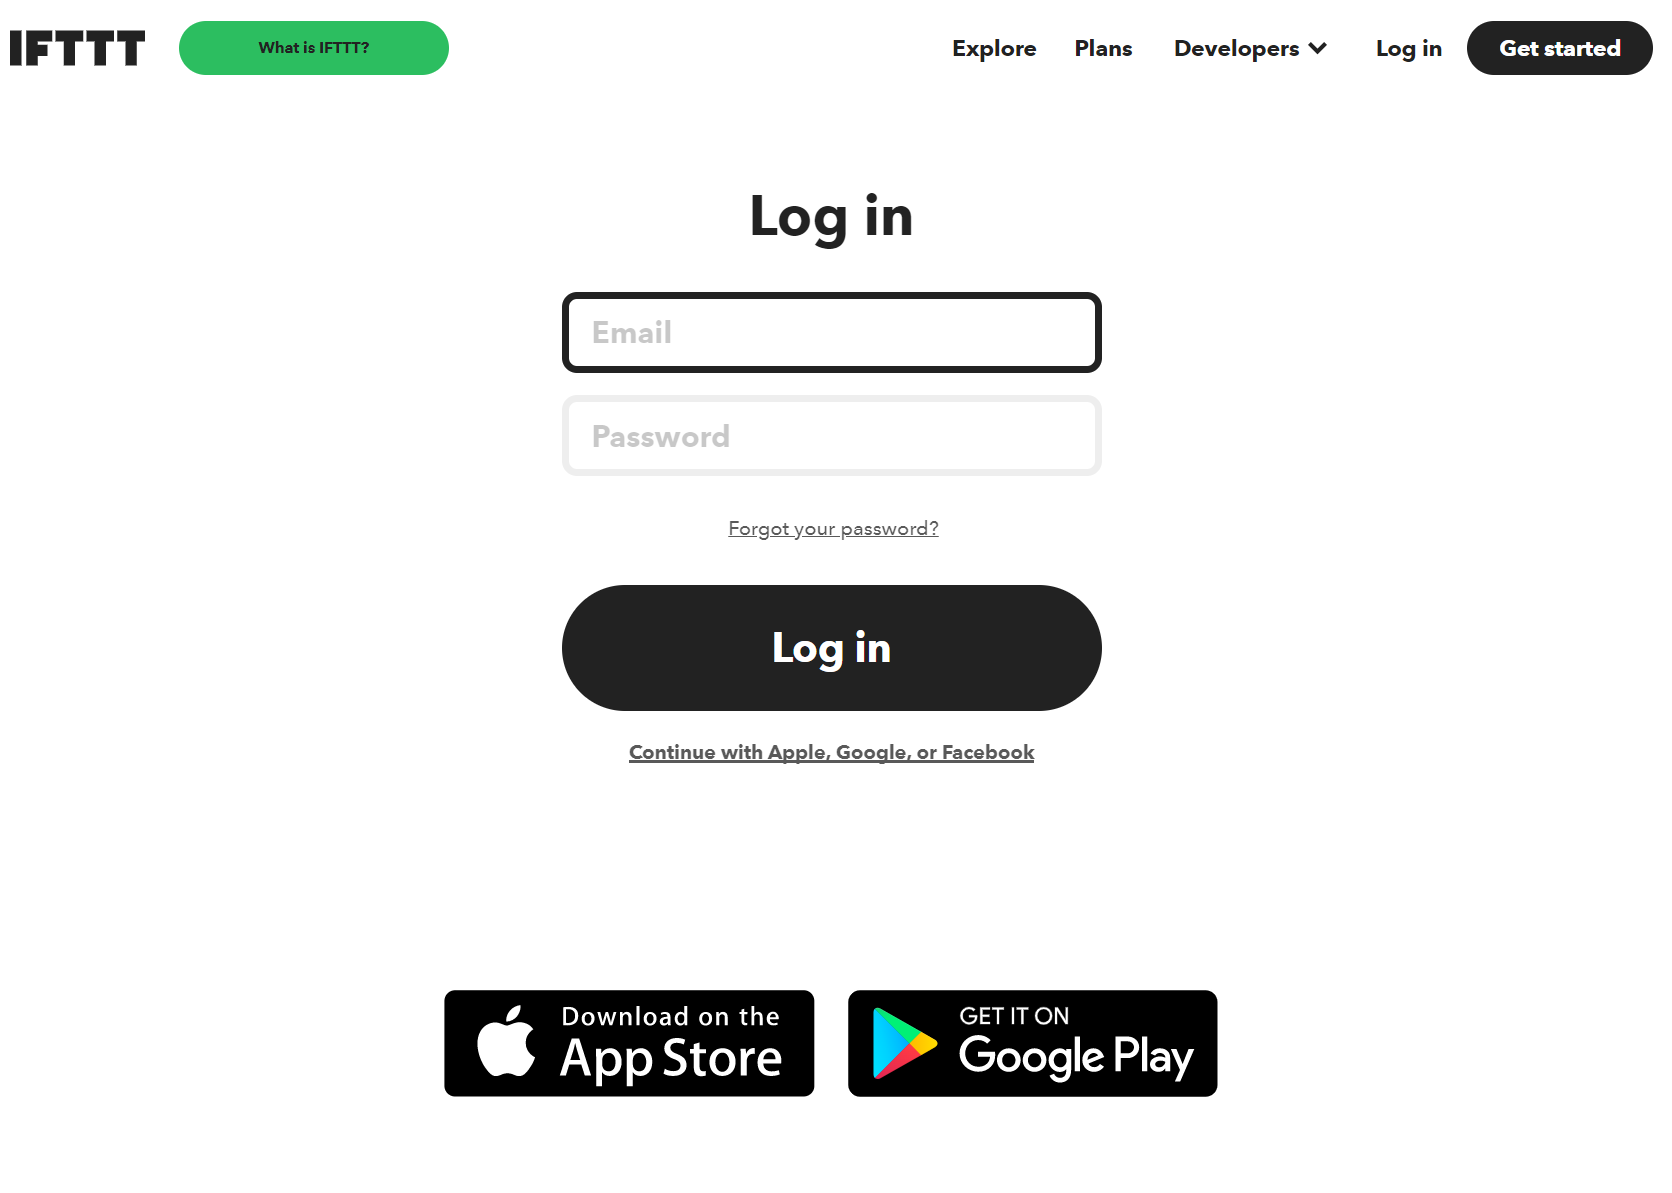 IFTTT
What is IFTTT?
Explore
Plans
Developers
Log in
Get started
Log in
Email
Password
Forgot your password?
Log in
Continue with Apple, Google, or Facebook
Download on the
App Store
GET IT ON
Google Play